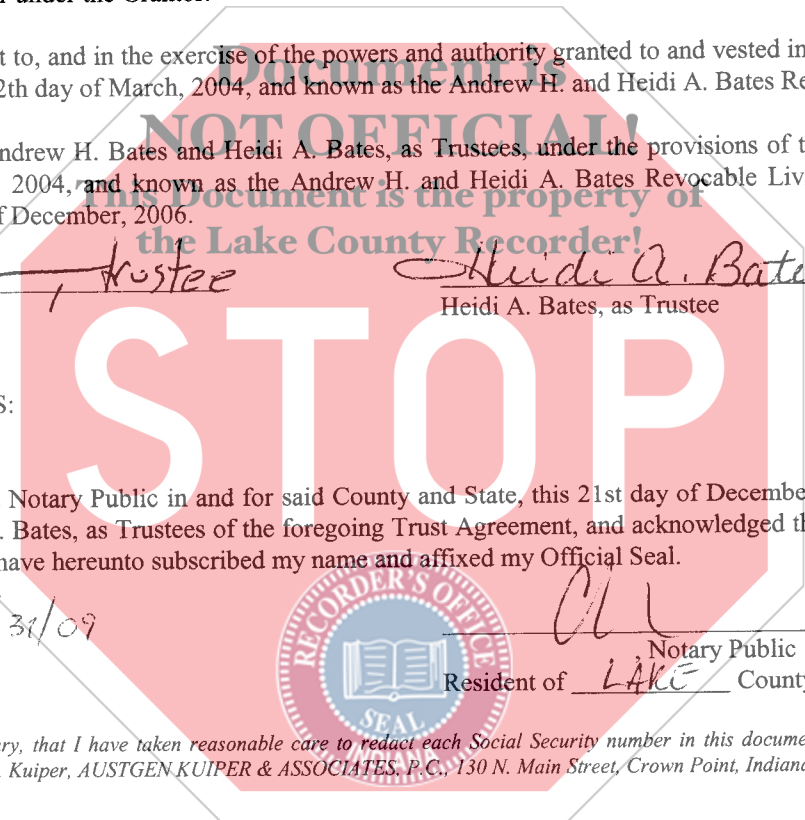 under the Grantor.
t to, and in the exercise of the powers and authority granted to and vested in
2th day of March, 2004, and known as the Andrew H. and Heidi A. Bates Re
Document is
NOT OFFICIAL!
This Document is the property of
the Lake County Recorder!
ndrew H. Bates and Heidi A. Bates, as Trustees, under the provisions of t
2004, and known as the Andrew H. and Heidi A. Bates Revocable Liv
f December, 2006.
, trustee
Heidi A. Bate
Heidi A. Bates, as Trustee
STOP
S:
Notary Public in and for said County and State, this 21st day of Decembe
. Bates, as Trustees of the foregoing Trust Agreement, and acknowledged th
have hereunto subscribed my name and affixed my Official Seal.
31/09
, Notary Public
Resident of LAKE County
RECORDER'S OFFICE
SEAL
INDIANA
ry, that I have taken reasonable care to redact each Social Security number in this docume
. Kuiper, AUSTGEN KUIPER & ASSOCIATES, P.C., 130 N. Main Street, Crown Point, Indiana